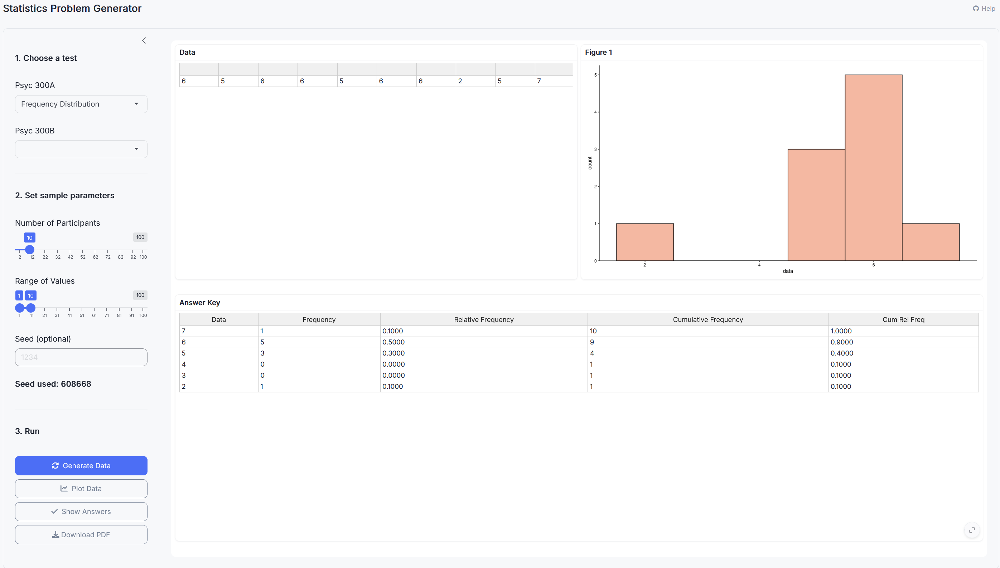 Statistics Problem Generator
Help
1. Choose a test
Psyc 300A
Frequency Distribution
Psyc 300B
2. Set sample parameters
Number of Participants
10 100
2 12 22 32 42 52 62 72 82 92 100
Range of Values
1 10 100
1 11 21 31 41 51 61 71 81 91 100
Seed (optional)
1234
Seed used: 608668
3. Run
Generate Data
Plot Data
Show Answers
Download PDF
Data
6 5 6 6 5 6 6 2 5 7
Figure 1
5
4
3
2
1
0
count
2 4 6
data
Answer Key
Data Frequency Relative Frequency Cumulative Frequency Cum Rel Freq
7 1 0.1000 10 1.0000
6 5 0.5000 9 0.9000
5 3 0.3000 4 0.4000
4 0 0.0000 1 0.1000
3 0 0.0000 1 0.1000
2 1 0.1000 1 0.1000